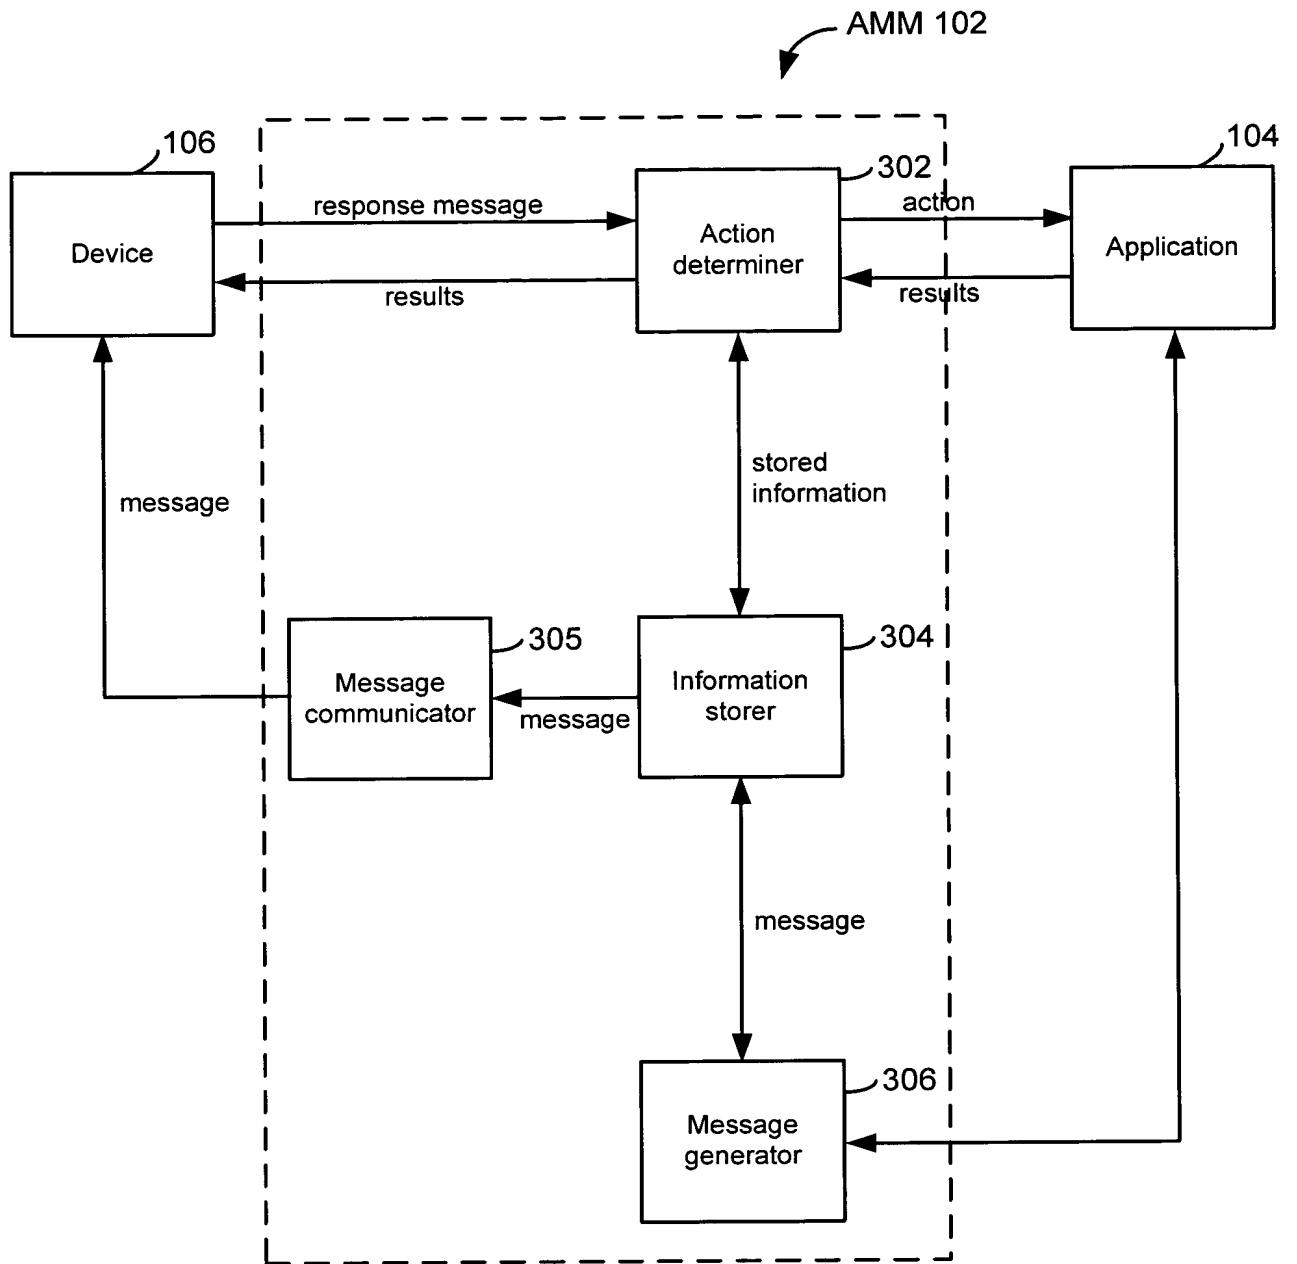 AMM 102
106
302
104
response message
action
Device
Action
determiner
Application
results
results
stored
information
message
305
304
Message
communicator
Information
storer
message
message
306
Message
generator